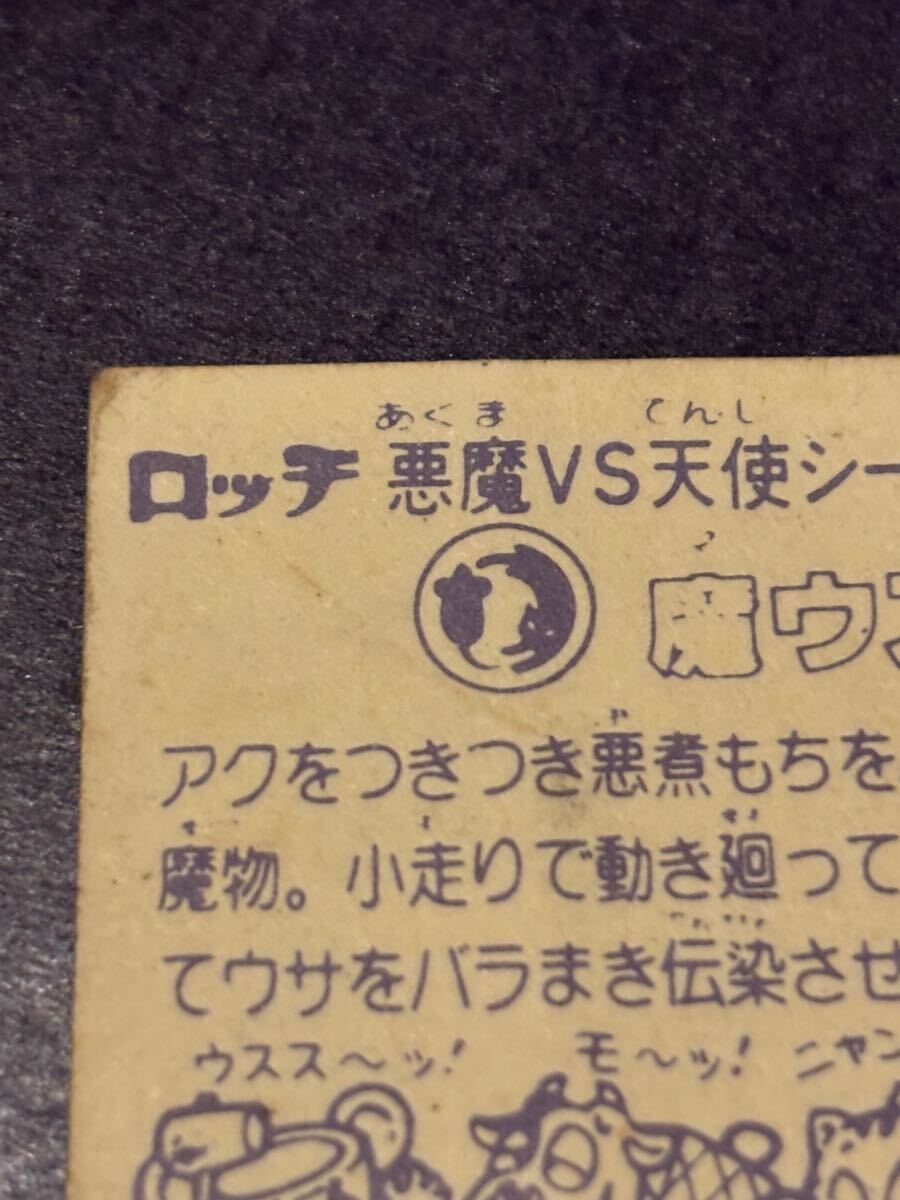 あくま てんし
ロッチ 悪魔VS天使シー
魔ウス
アクをつきつき悪煮もちを
魔物。小走りで動き廻って
てウサをバラまき伝染させ
ウスス〜ッ! モ〜ッ! ニャン